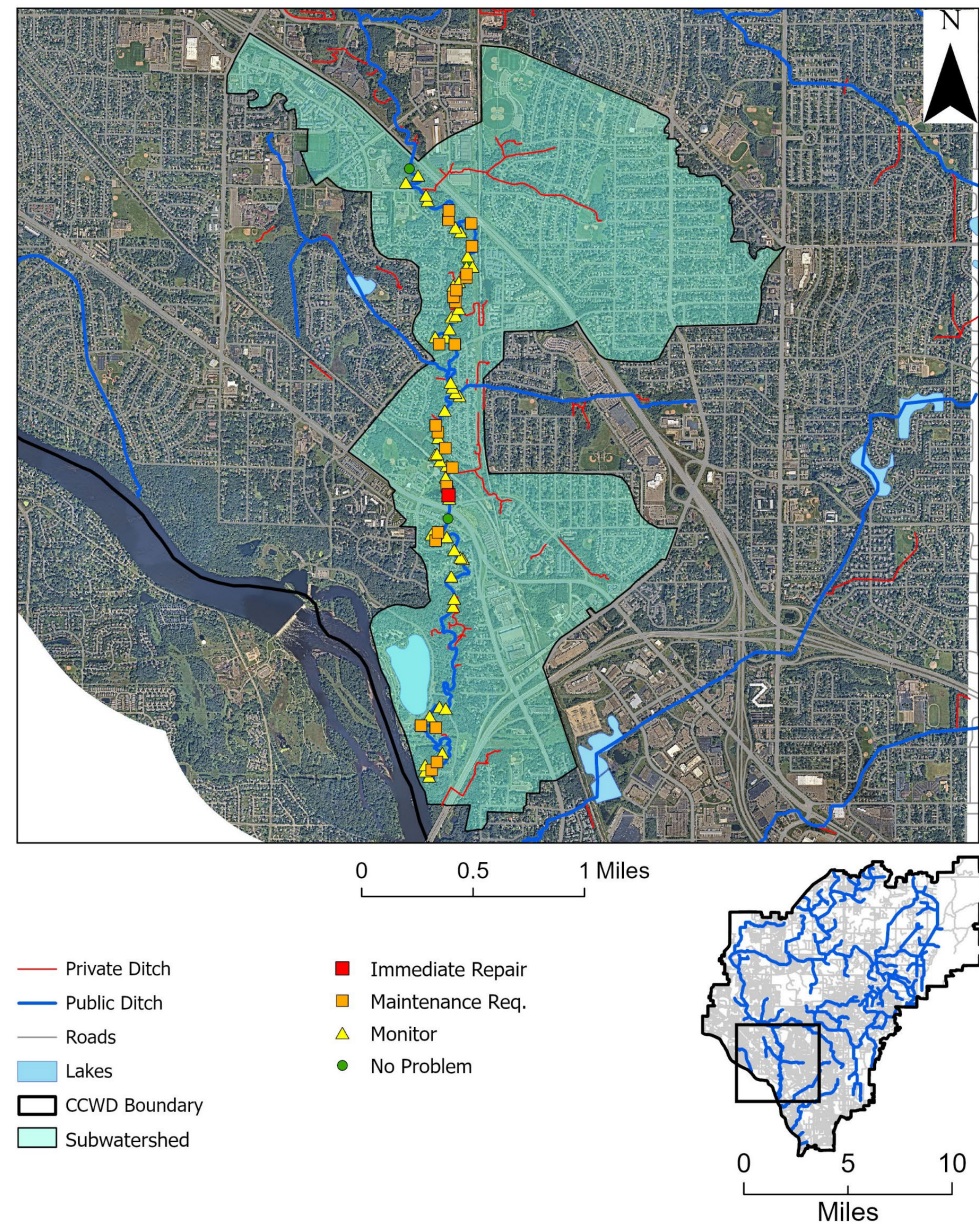 N
0
0.5
1 Miles
Private Ditch
Public Ditch
Roads
Lakes
CCWD Boundary
Subwatershed
Immediate Repair
Maintenance Req.
Monitor
No Problem
0
5
10
Miles